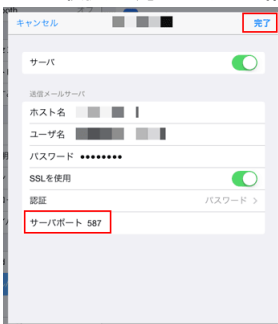 キャンセル 完了
サーバ
送信メールサーバ
ホスト名
ユーザ名
パスワード ●●●●●●●●
SSLを使用
認証 パスワード >
サーバポート 587